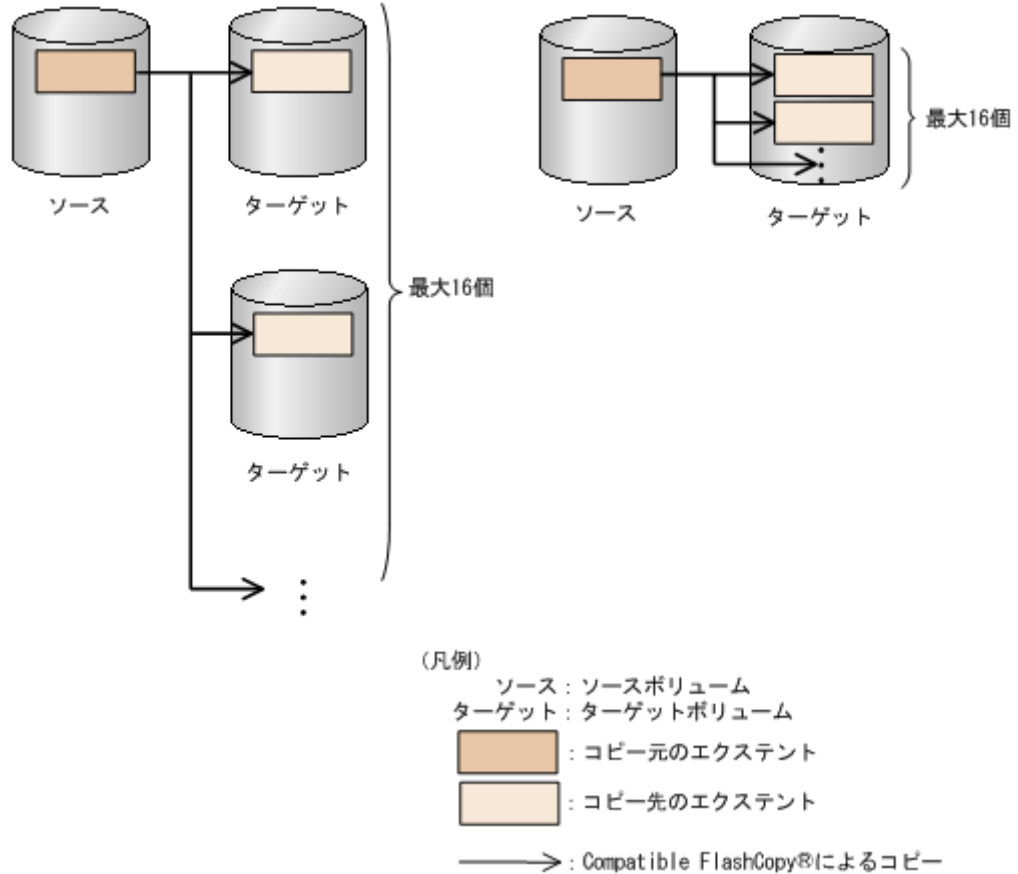 ソース
ターゲット
最大16個
ターゲット
ソース
ターゲット
最大16個
(凡例)
ソース:ソースボリューム
ターゲット:ターゲットボリューム
:コピー元のエクステント
:コピー先のエクステント
:Compatible FlashCopy®によるコピー